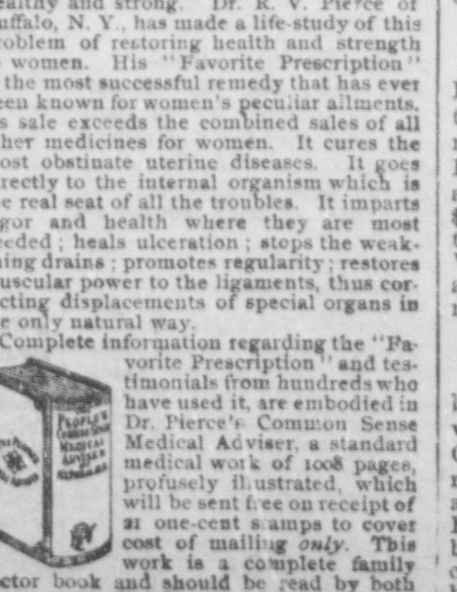 ealthy and strong. Dr. R. V. Pierce of
uffalo, N. Y., has made a life-study of this
roblem of restoring health and strength
women. His "Favorite Prescription"
the most successful remedy that has ever
een known for women's peculiar ailments.
s sale exceeds the combined sales of all
her medicines for women. It cures the
ost obstinate uterine diseases. It goes
rectly to the internal organism which is
e real seat of all the troubles. It imparts
gor and health where they are most
eeded; heals ulceration; stops the weak-
ning drains; promotes regularity; restores
uscular power to the ligaments, thus cor-
cting displacements of special organs in
e only natural way.
Complete information regarding the "Fa-
vorite Prescription" and tes-
timonials from hundreds who
have used it, are embodied in
Dr. Pierce's Common Sense
Medical Adviser, a standard
medical work of 1008 pages,
profusely illustrated, which
will be sent free on receipt of
21 one-cent stamps to cover
cost of mailing only. This
work is a complete family
ctor book and should be read by both
PEOPLE'S
COMMON SENSE
MEDICAL
ADVISER